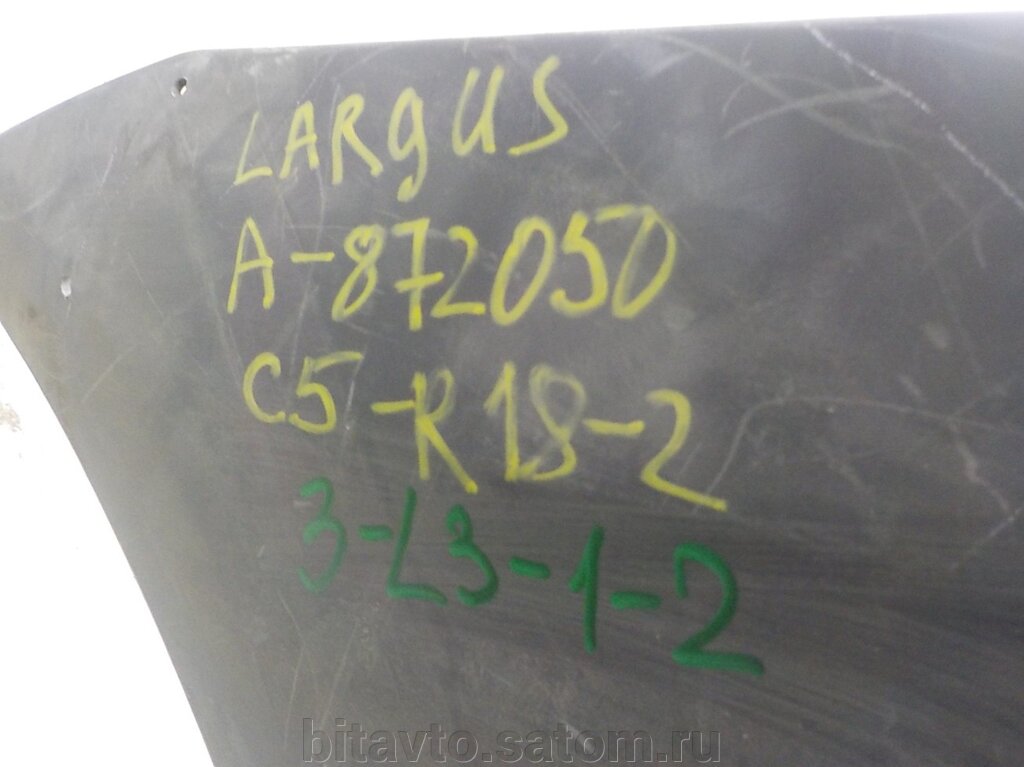 LARgUS
A-872050
C5-R18-2
3-L3-1-2
bitavto.satom.ru